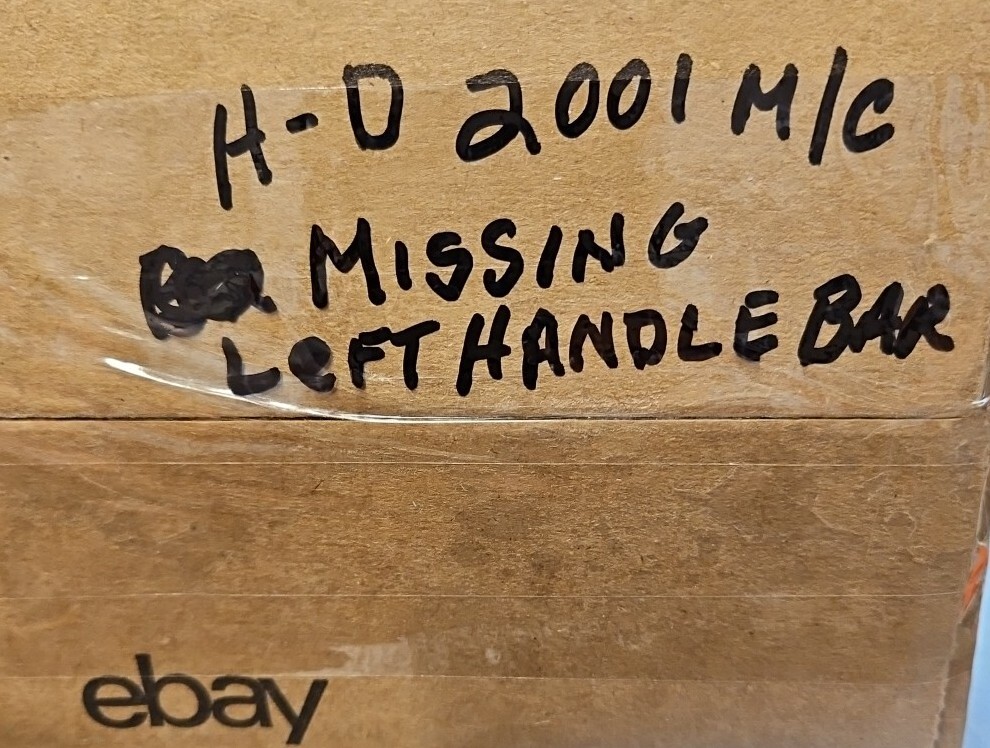 H-D 2001 M/C
MISSING
LeFT HANDLE BAR
ebay